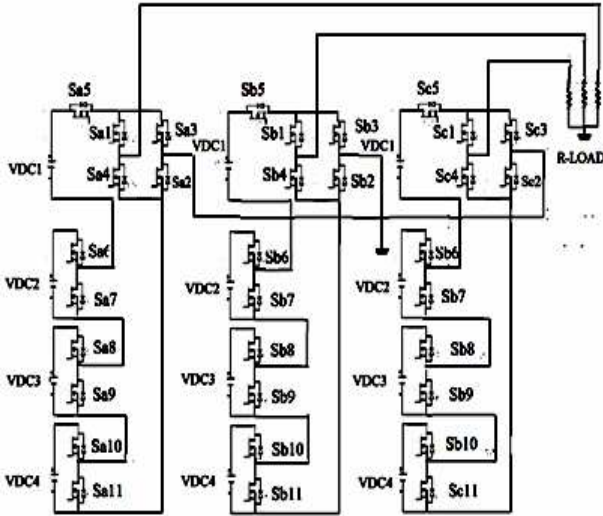 Sa5
Sb5
Sc5
Sa1
Sa3
Sb1
Sb3
Sc1
Sc3
VDC1
VDC1
VDC1
R-LOAD
Sa4
Sa2
Sb4
Sb2
Sc4
Sc2
Sa6
Sb6
Sb6
VDC2
VDC2
VDC2
Sa7
Sb7
Sb7
Sa8
Sb8
Sb8
VDC3
VDC3
VDC3
Sa9
Sb9
Sb9
Sa10
Sb10
Sb10
VDC4
VDC4
VDC4
Sa11
Sb11
Sc11